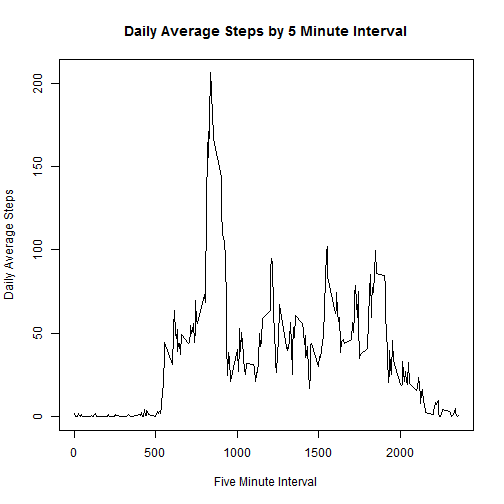 Daily Average Steps by 5 Minute Interval
Daily Average Steps
200
150
100
50
0
0 500 1000 1500 2000
Five Minute Interval